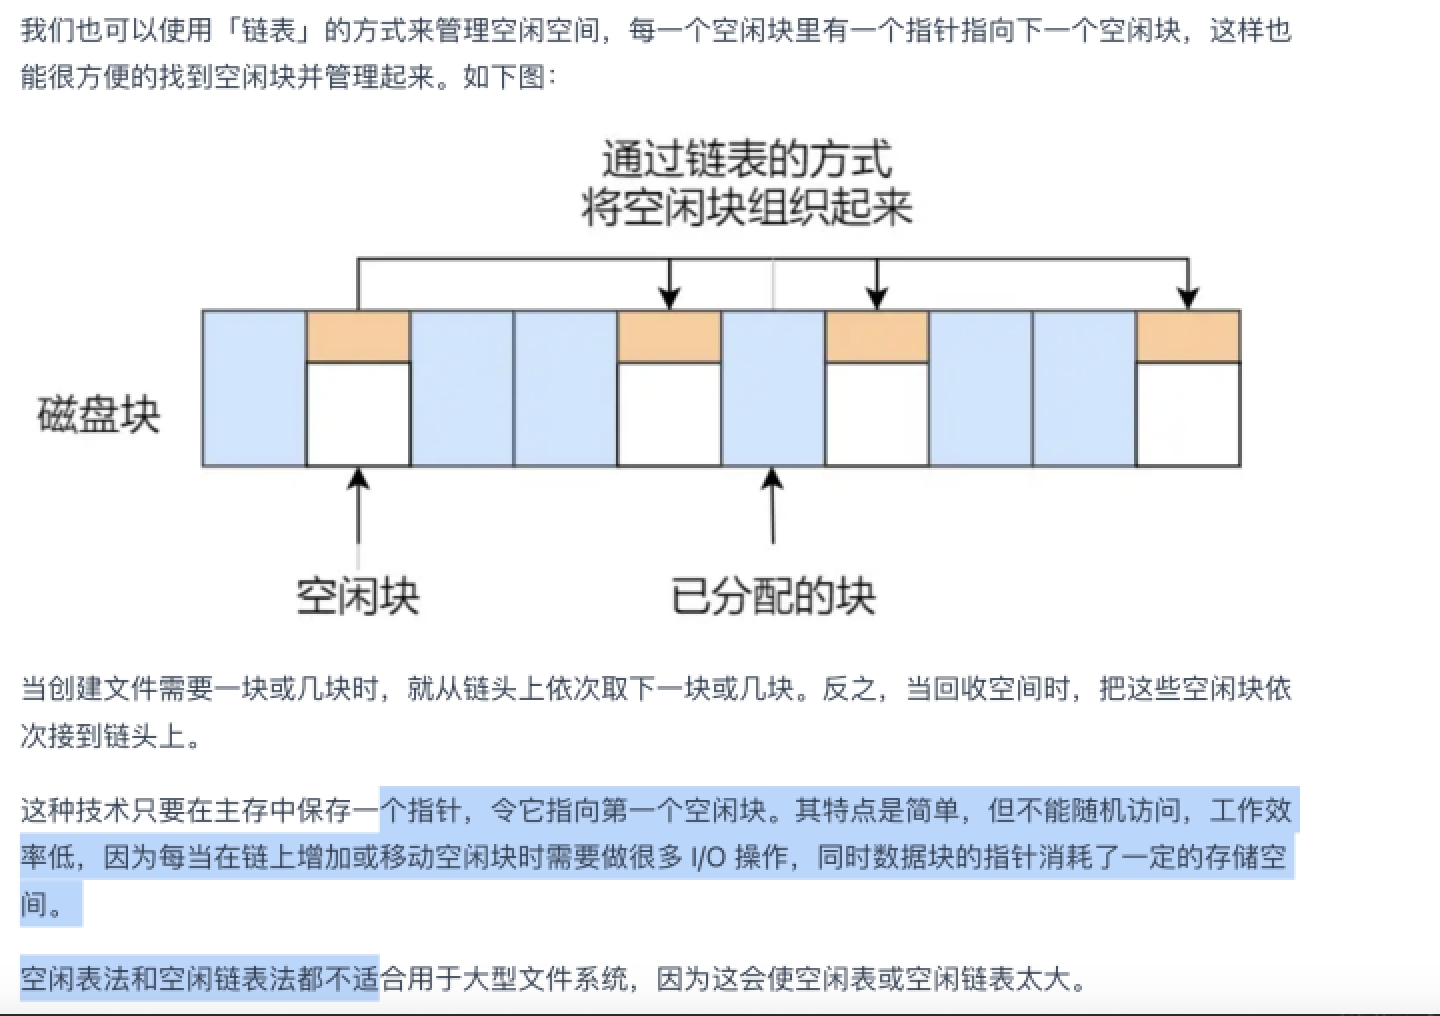 我们也可以使用「链表」的方式来管理空闲空间，每一个空闲块里有一个指针指向下一个空闲块，这样也
能很方便的找到空闲块并管理起来。如下图：
通过链表的方式
将空闲块组织起来
磁盘块
空闲块
已分配的块
当创建文件需要一块或几块时，就从链头上依次取下一块或几块。反之，当回收空间时，把这些空闲块依
次接到链头上。
这种技术只要在主存中保存一个指针，令它指向第一个空闲块。其特点是简单，但不能随机访问，工作效
率低，因为每当在链上增加或移动空闲块时需要做很多 I/O 操作，同时数据块的指针消耗了一定的存储空
间。
空闲表法和空闲链表法都不适合用于大型文件系统，因为这会使空闲表或空闲链表太大。